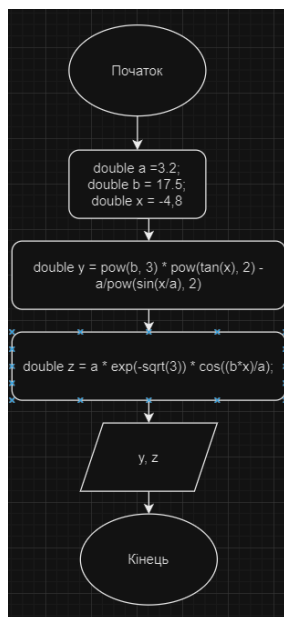 Початок
double a =3.2;
double b = 17.5;
double x = -4,8
double y = pow(b, 3) * pow(tan(x), 2) -
a/pow(sin(x/a), 2)
double z = a * exp(-sqrt(3)) * cos((b*x)/a);
y, z
Кінець